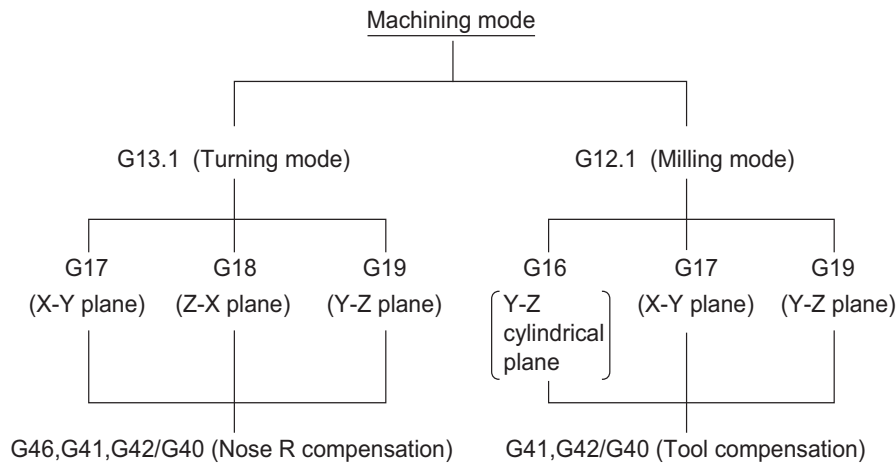 Machining mode
G13.1 (Turning mode)
G12.1 (Milling mode)
G17
(X-Y plane)
G18
(Z-X plane)
G19
(Y-Z plane)
G16
Y-Z
cylindrical
plane
G17
(X-Y plane)
G19
(Y-Z plane)
G46,G41,G42/G40 (Nose R compensation)
G41,G42/G40 (Tool compensation)